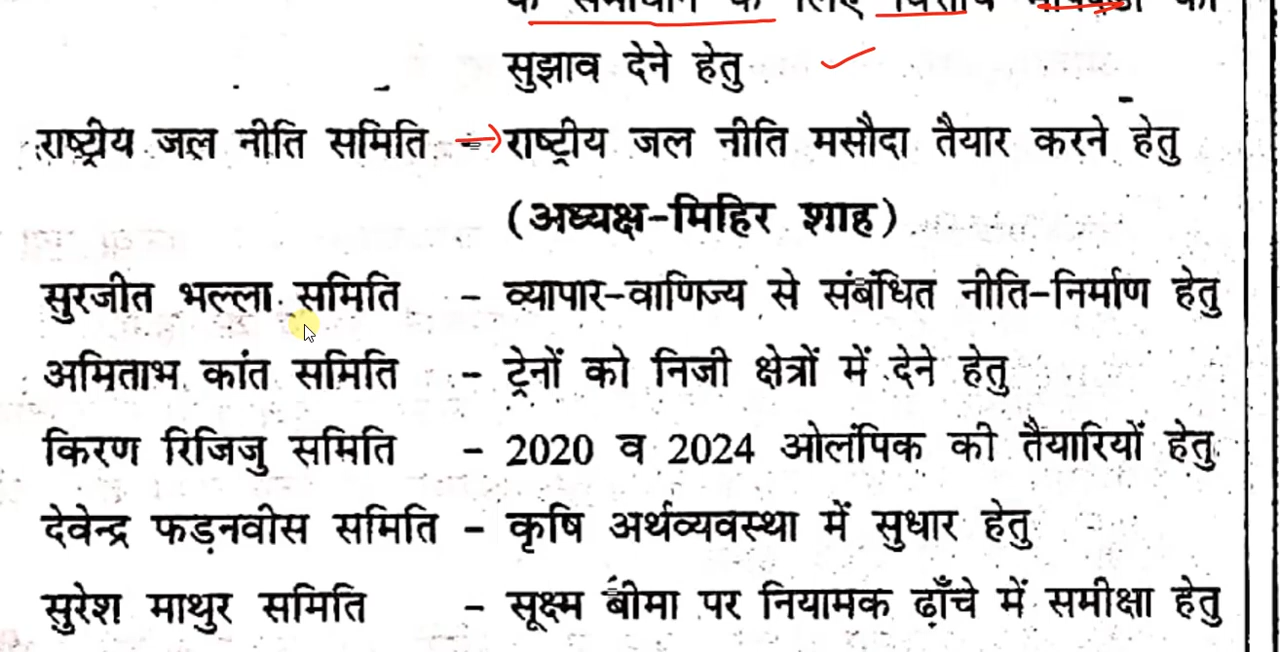 के समाधान के लिए वित्तीय
सुझाव देने हेतु
राष्ट्रीय जल नीति समिति - राष्ट्रीय जल नीति मसौदा तैयार करने हेतु
(अध्यक्ष-मिहिर शाह)
सुरजीत भल्ला समिति - व्यापार-वाणिज्य से संबंधित नीति-निर्माण हेतु
अमिताभ कांत समिति - ट्रेनों को निजी क्षेत्रों में देने हेतु
किरण रिजिजु समिति - 2020 व 2024 ओलंपिक की तैयारियों हेतु
देवेन्द्र फड़नवीस समिति - कृषि अर्थव्यवस्था में सुधार हेतु
सुरेश माथुर समिति - सूक्ष्म बीमा पर नियामक ढ़ाँचे में समीक्षा हेतु